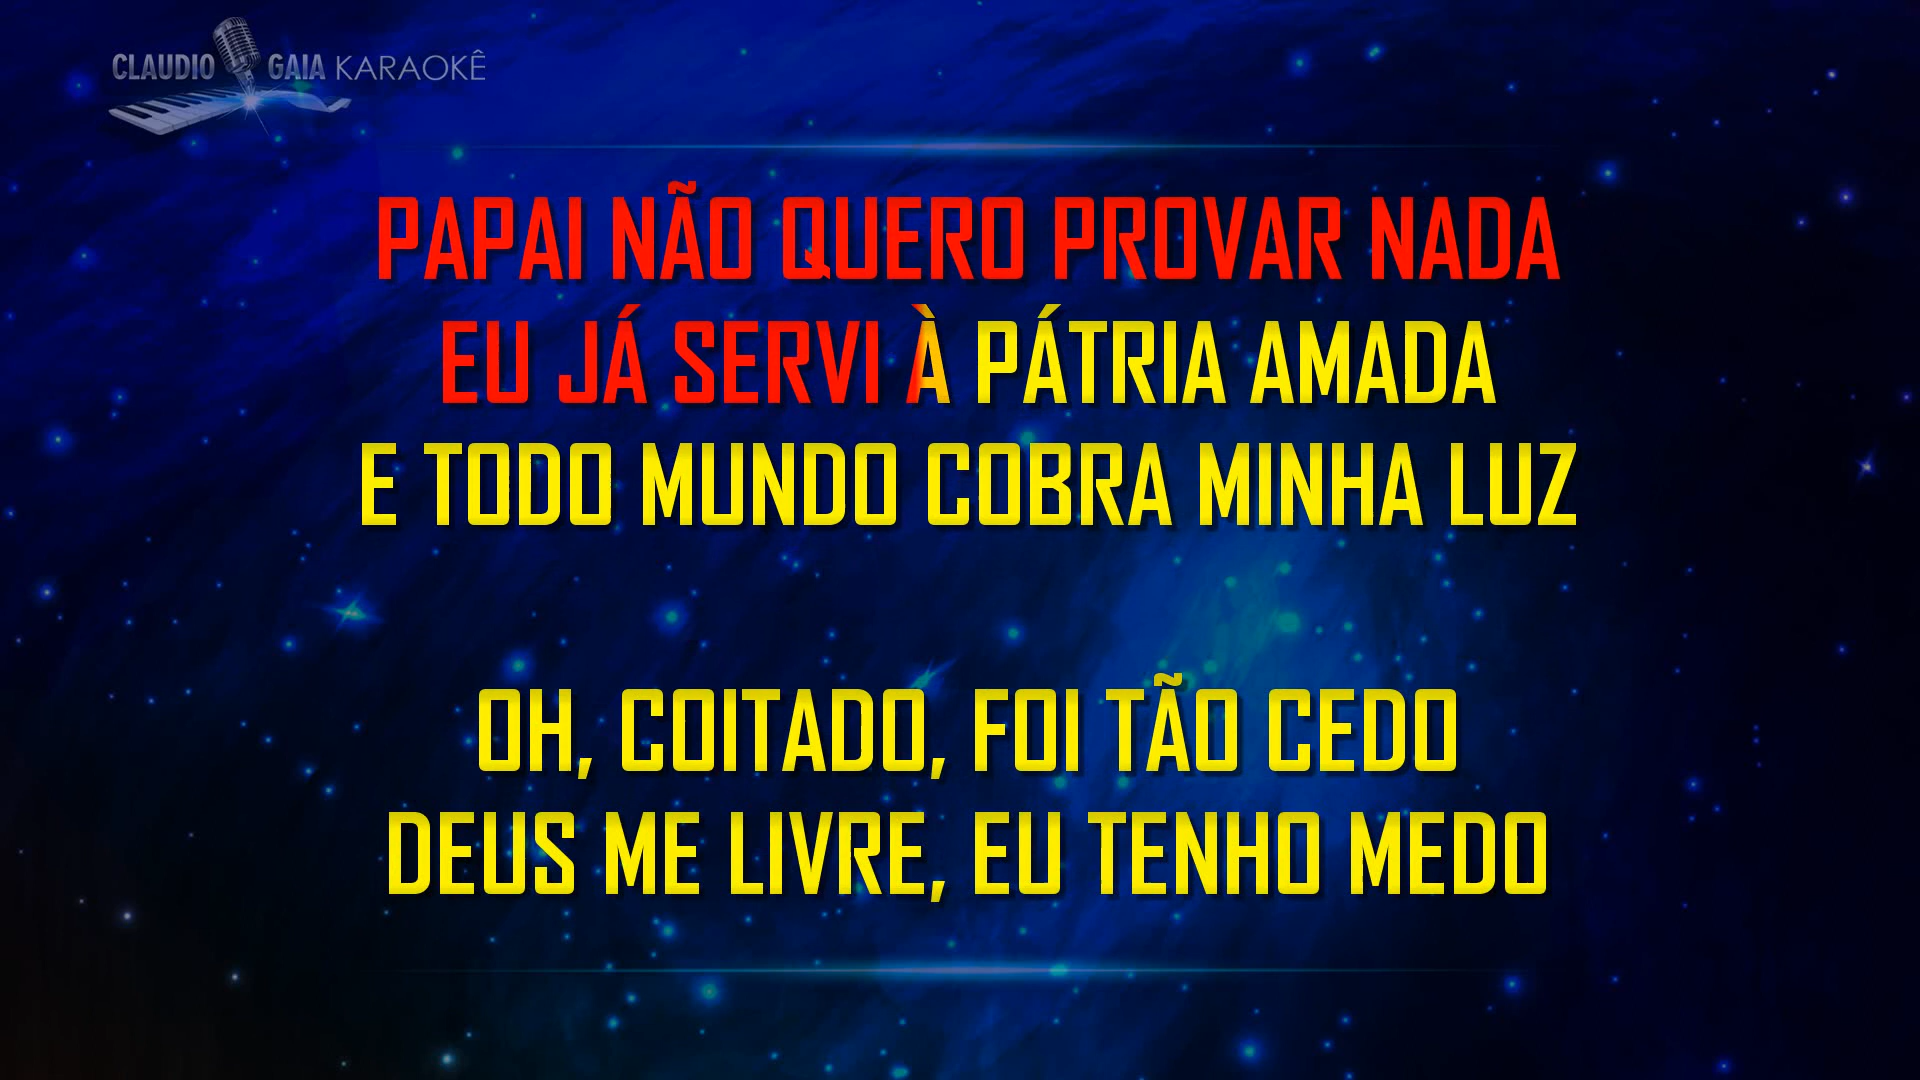 CLAUDIO GAIA KARAOKÊ
PAPAI NÃO QUERO PROVAR NADA
EU JÁ SERVI À PÁTRIA AMADA
E TODO MUNDO COBRA MINHA LUZ
OH, COITADO, FOI TÃO CEDO
DEUS ME LIVRE, EU TENHO MEDO